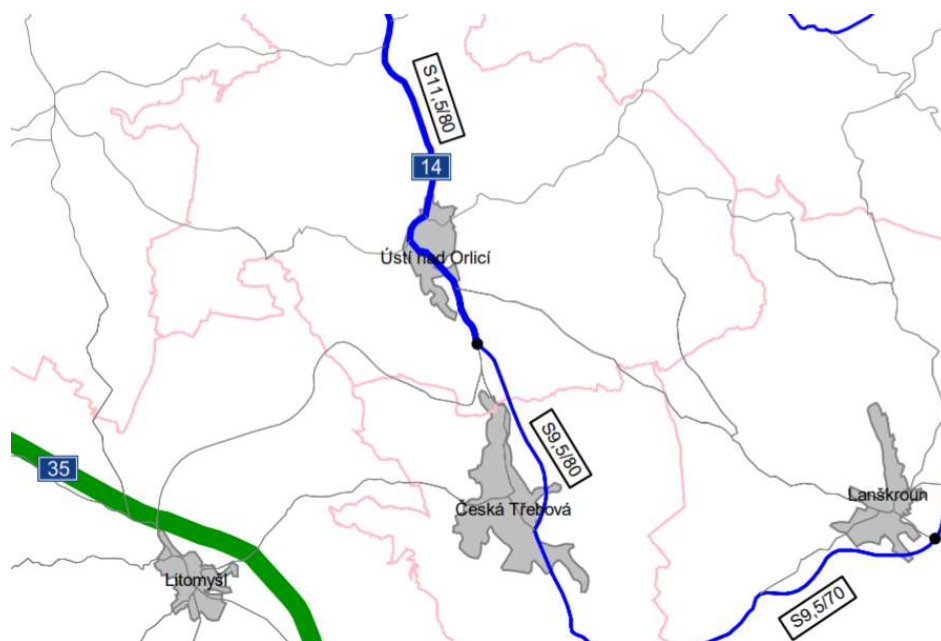 S11,5/80
14
Ústí nad Orlicí
S9,5/80
35
Lanškroun
Česká Třebová
Litomyšl
S9,5/70